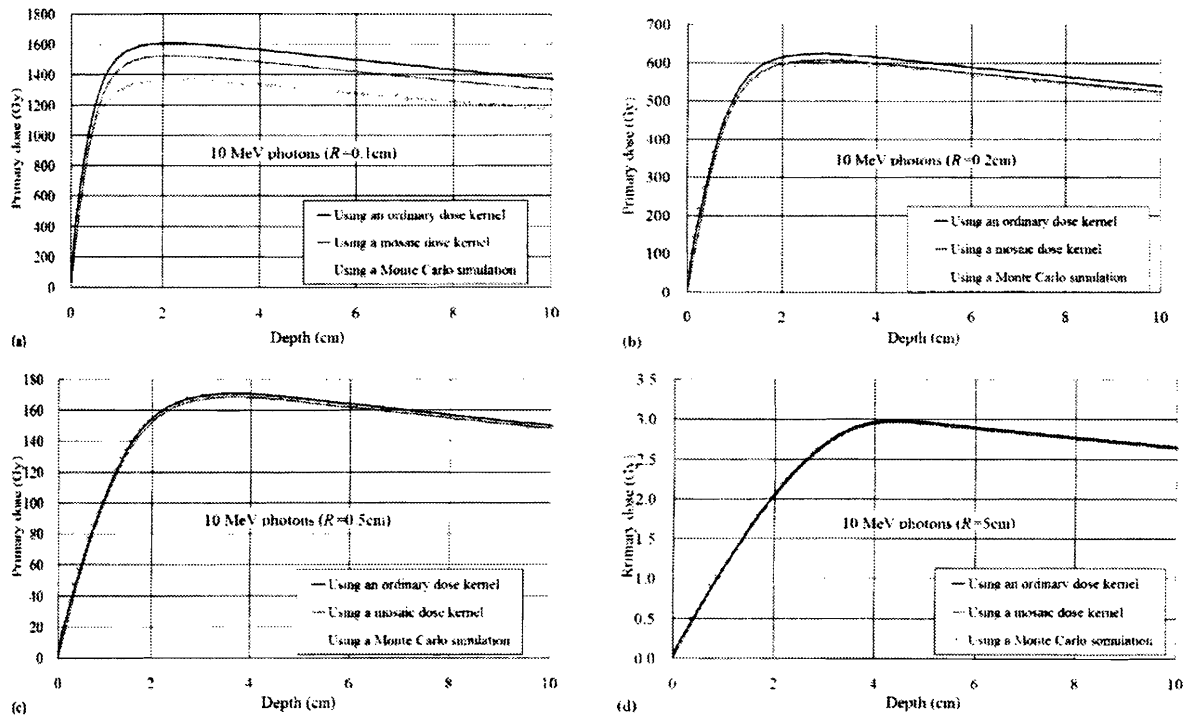 1800
1600
1400
1200
1000
800
600
400
200
0
Primary dose (Gy)
10 MeV photons (R=0.1cm)
Using an ordinary dose kernel
Using a mosaic dose kernel
Using a Monte Carlo simulation
0 2 4 6 8 10
Depth (cm)
(a)
700
600
500
400
300
200
100
0
Primary dose (Gy)
10 MeV photons (R=0.2cm)
Using an ordinary dose kernel
Using a mosaic dose kernel
Using a Monte Carlo simulation
0 2 4 6 8 10
Depth (cm)
(b)
180
160
140
120
100
80
60
40
20
0
Primary dose (Gy)
10 MeV photons (R=0.5cm)
Using an ordinary dose kernel
Using a mosaic dose kernel
Using a Monte Carlo simulation
0 2 4 6 8 10
Depth (cm)
(c)
3.5
3.0
2.5
2.0
1.5
1.0
0.5
0.0
Primary dose (Gy)
10 MeV photons (R=5cm)
Using an ordinary dose kernel
Using a mosaic dose kernel
Using a Monte Carlo somulation
0 2 4 6 8 10
Depth (cm)
(d)